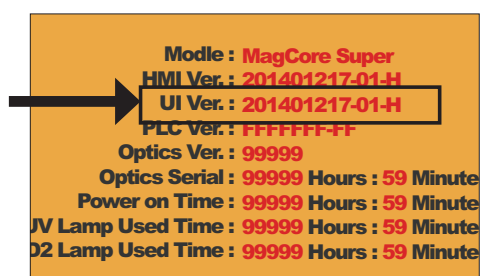 Modle : MagCore Super
HMI Ver. : 201401217-01-H
UI Ver. : 201401217-01-H
PLC Ver. : FFFFFFF-FF
Optics Ver. : 99999
Optics Serial : 99999 Hours : 59 Minute
Power on Time : 99999 Hours : 59 Minute
UV Lamp Used Time : 99999 Hours : 59 Minute
D2 Lamp Used Time : 99999 Hours : 59 Minute